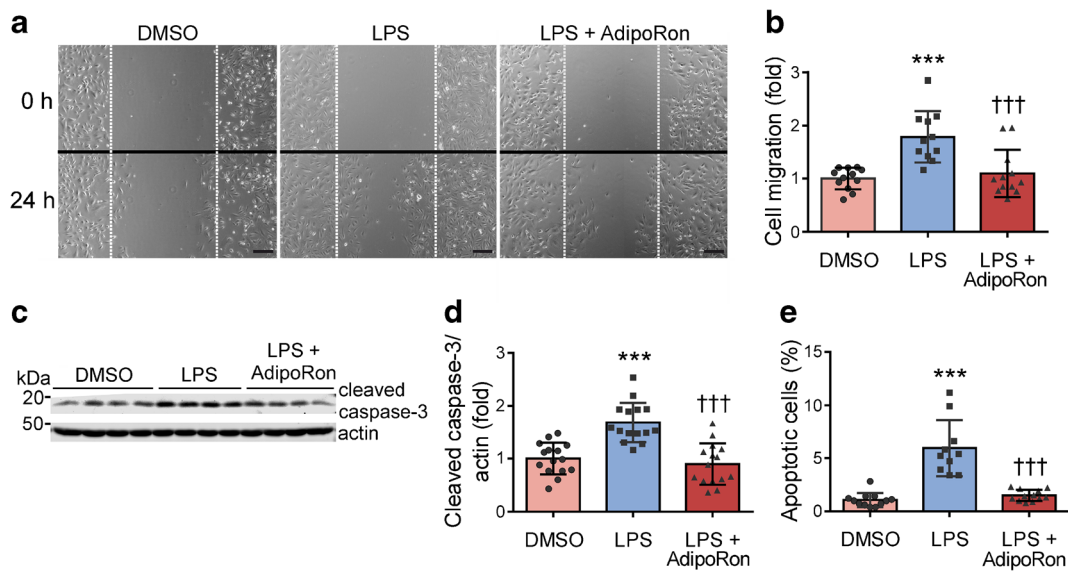 a
DMSO
LPS
LPS + AdipoRon
0 h
24 h
b
Cell migration (fold)
3
2
1
0
***
†††
DMSO
LPS
LPS +
AdipoRon
c
kDa
DMSO
LPS
LPS +
AdipoRon
20-
cleaved
caspase-3
50-
actin
d
Cleaved caspase-3/
actin (fold)
3
2
1
0
***
†††
DMSO
LPS
LPS +
AdipoRon
e
Apoptotic cells (%)
15
10
5
0
***
†††
DMSO
LPS
LPS +
AdipoRon